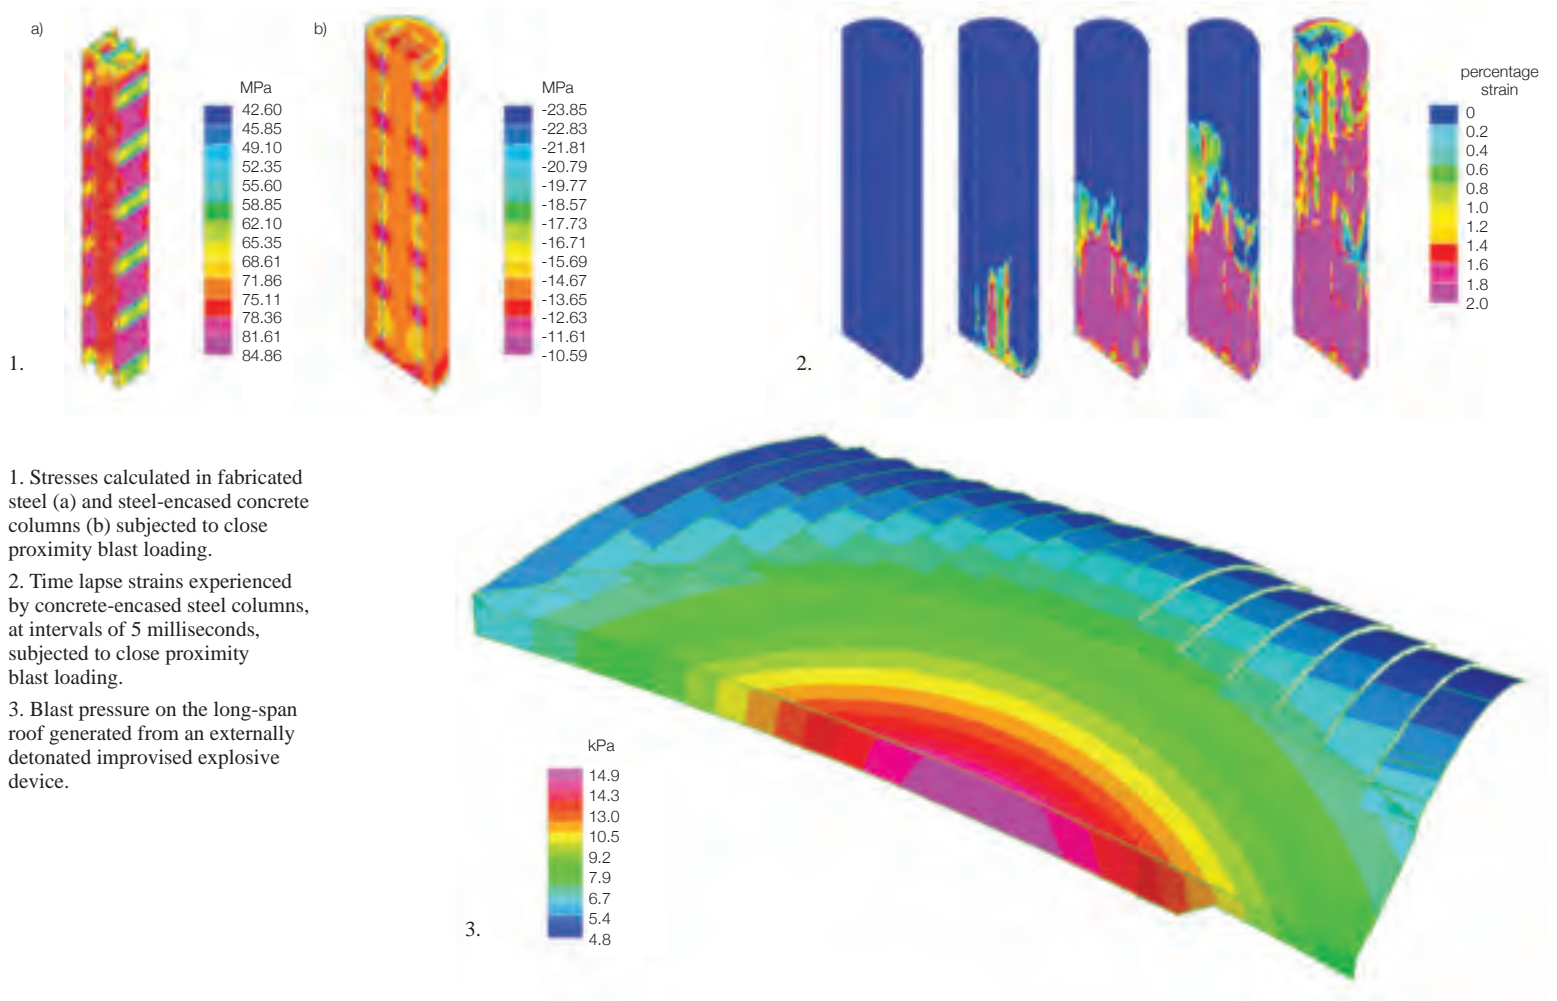 a)
MPa
42.60
45.85
49.10
52.35
55.60
58.85
62.10
65.35
68.61
71.86
75.11
78.36
81.61
84.86
1.
b)
MPa
-23.85
-22.83
-21.81
-20.79
-19.77
-18.57
-17.73
-16.71
-15.69
-14.67
-13.65
-12.63
-11.61
-10.59
percentage
strain
0
0.2
0.4
0.6
0.8
1.0
1.2
1.4
1.6
1.8
2.0
2.
1. Stresses calculated in fabricated
steel (a) and steel-encased concrete
columns (b) subjected to close
proximity blast loading.
2. Time lapse strains experienced
by concrete-encased steel columns,
at intervals of 5 milliseconds,
subjected to close proximity
blast loading.
3. Blast pressure on the long-span
roof generated from an externally
detonated improvised explosive
device.
kPa
14.9
14.3
13.0
10.5
9.2
7.9
6.7
5.4
4.8
3.